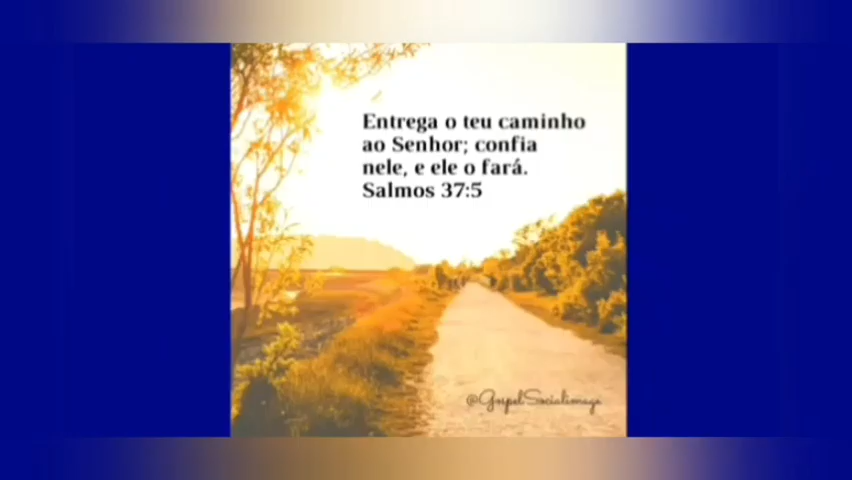 Entrega o teu caminho
ao Senhor; confia
nele, e ele o fará.
Salmos 37:5
@GospelSocialimage